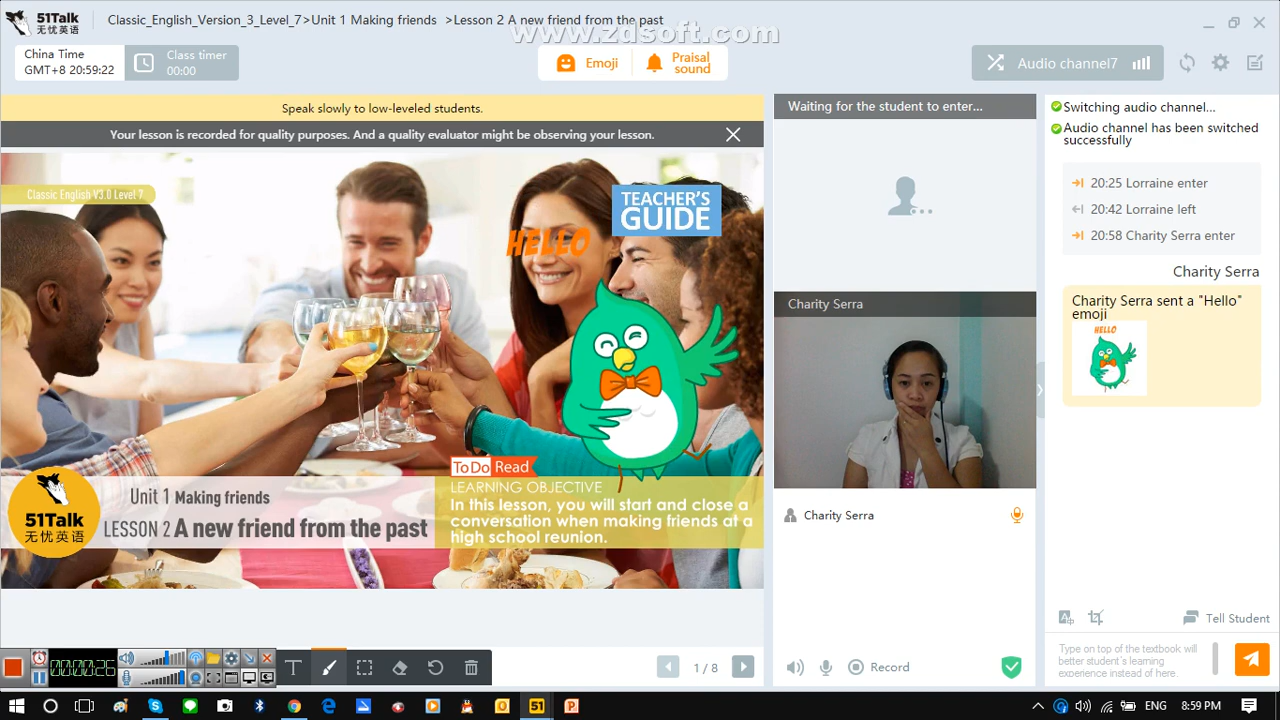 51Talk
无忧英语
Classic_English_Version_3_Level_7>Unit 1 Making friends >Lesson 2 A new friend from the past
www.zdsoft.com
China Time
GMT+8 20:59:22
Class timer
00:00
Emoji
Praisal
sound
Audio channel7
Speak slowly to low-leveled students.
Your lesson is recorded for quality purposes. And a quality evaluator might be observing your lesson.
Classic English V3.0 Level 7
TEACHER'S
GUIDE
HELLO
To Do Read
LEARNING OBJECTIVE
In this lesson, you will start and close a
conversation when making friends at a
high school reunion.
51Talk
无忧英语
Unit 1 Making friends
LESSON 2 A new friend from the past
00:00:26
T
1 / 8
Waiting for the student to enter...
Charity Serra
Charity Serra
Record
Switching audio channel...
Audio channel has been switched
successfully
20:25 Lorraine enter
20:42 Lorraine left
20:58 Charity Serra enter
Charity Serra
Charity Serra sent a "Hello"
emoji
HELLO
Tell Student
Type on top of the textbook will
better student's learning
experience instead of here.
51
ENG
8:59 PM